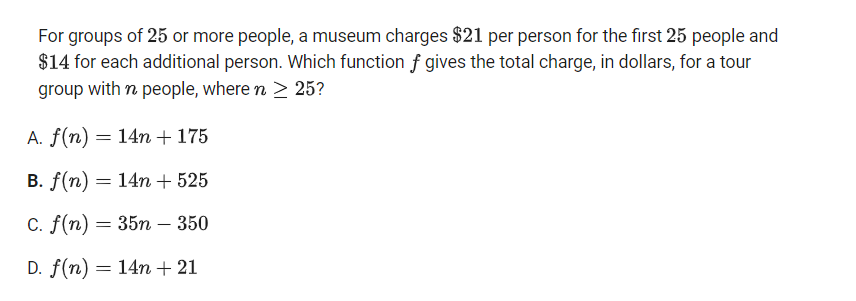 For groups of 25 or more people, a museum charges $21 per person for the first 25 people and
$14 for each additional person. Which function f gives the total charge, in dollars, for a tour
group with n people, where n ≥ 25?
A. f(n) = 14n + 175
B. f(n) = 14n + 525
C. f(n) = 35n − 350
D. f(n) = 14n + 21